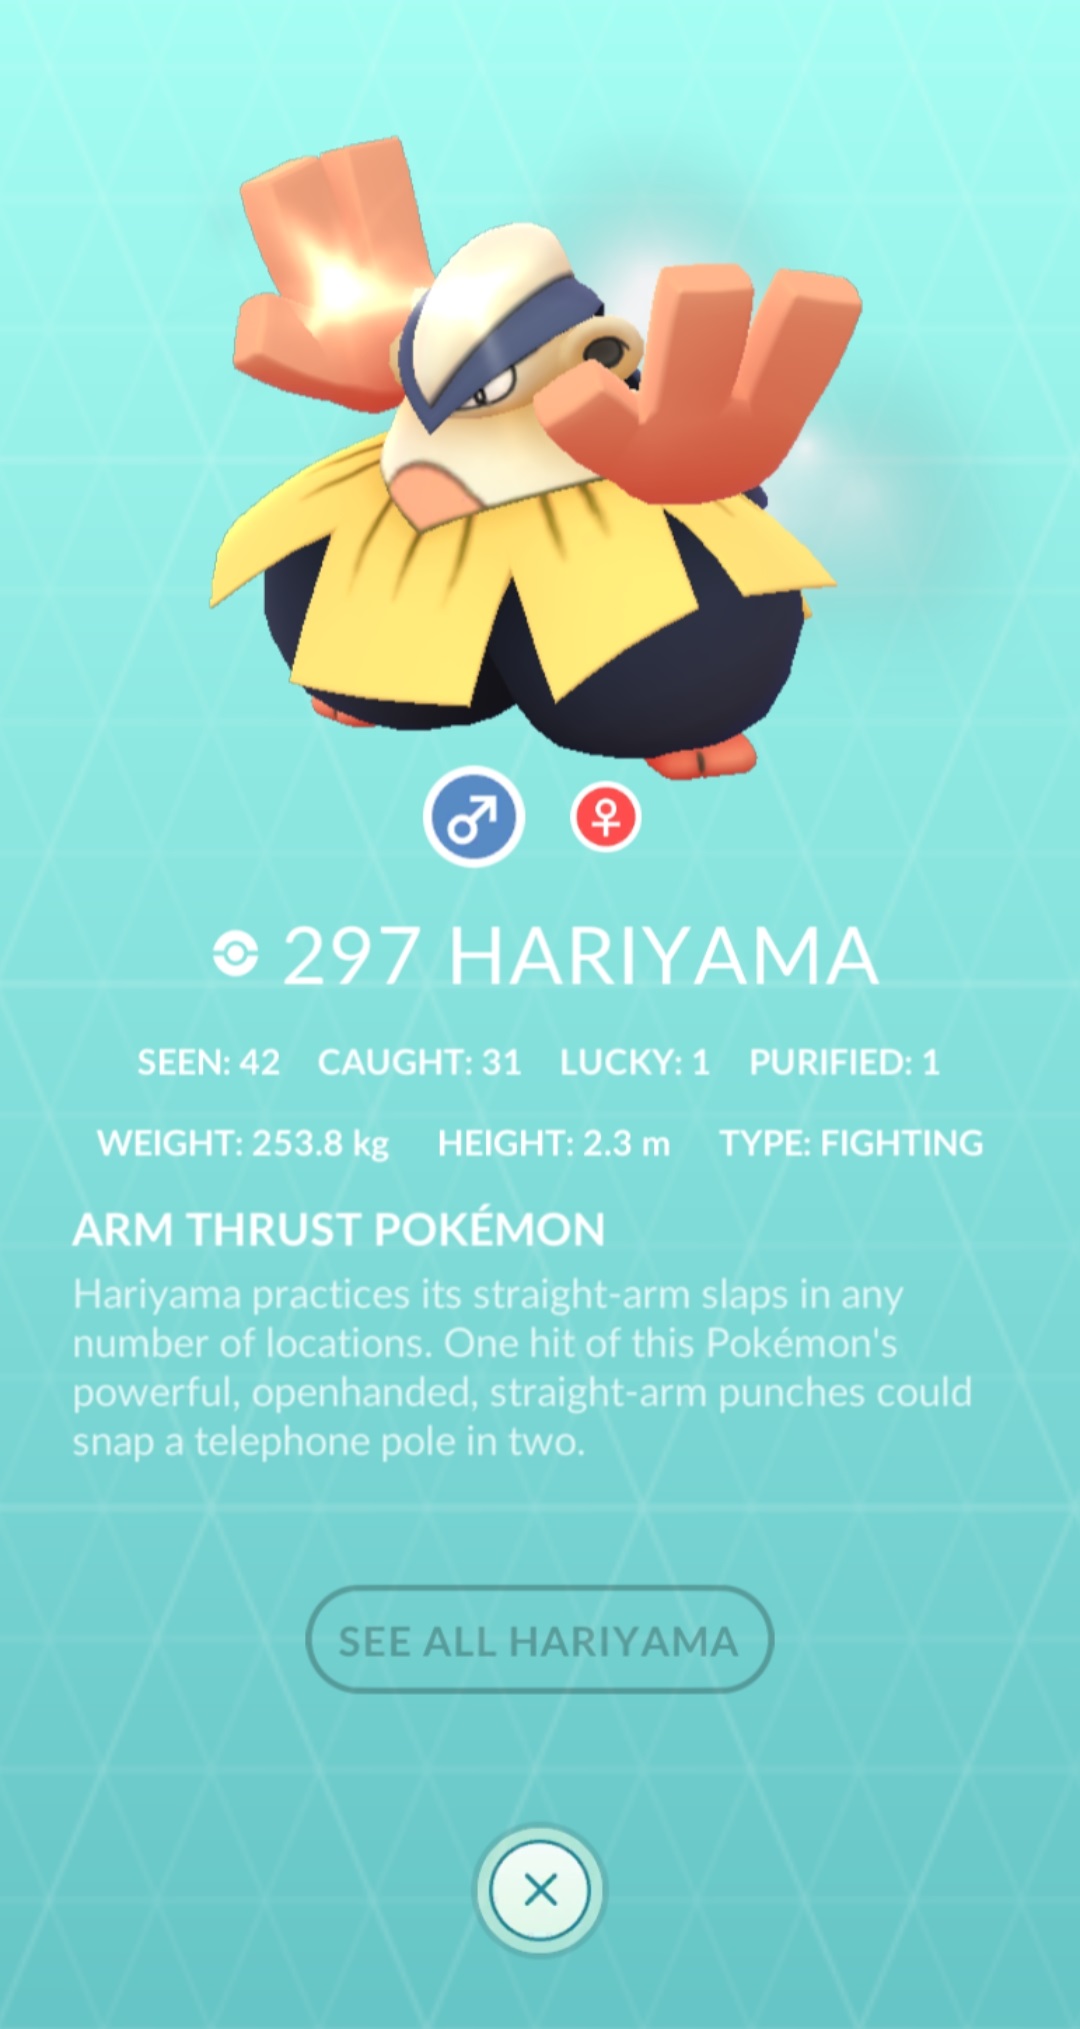 297 HARIYAMA
SEEN: 42 CAUGHT: 31 LUCKY: 1 PURIFIED: 1
WEIGHT: 253.8 kg HEIGHT: 2.3 m TYPE: FIGHTING
ARM THRUST POKÉMON
Hariyama practices its straight-arm slaps in any
number of locations. One hit of this Pokémon's
powerful, openhanded, straight-arm punches could
snap a telephone pole in two.
SEE ALL HARIYAMA